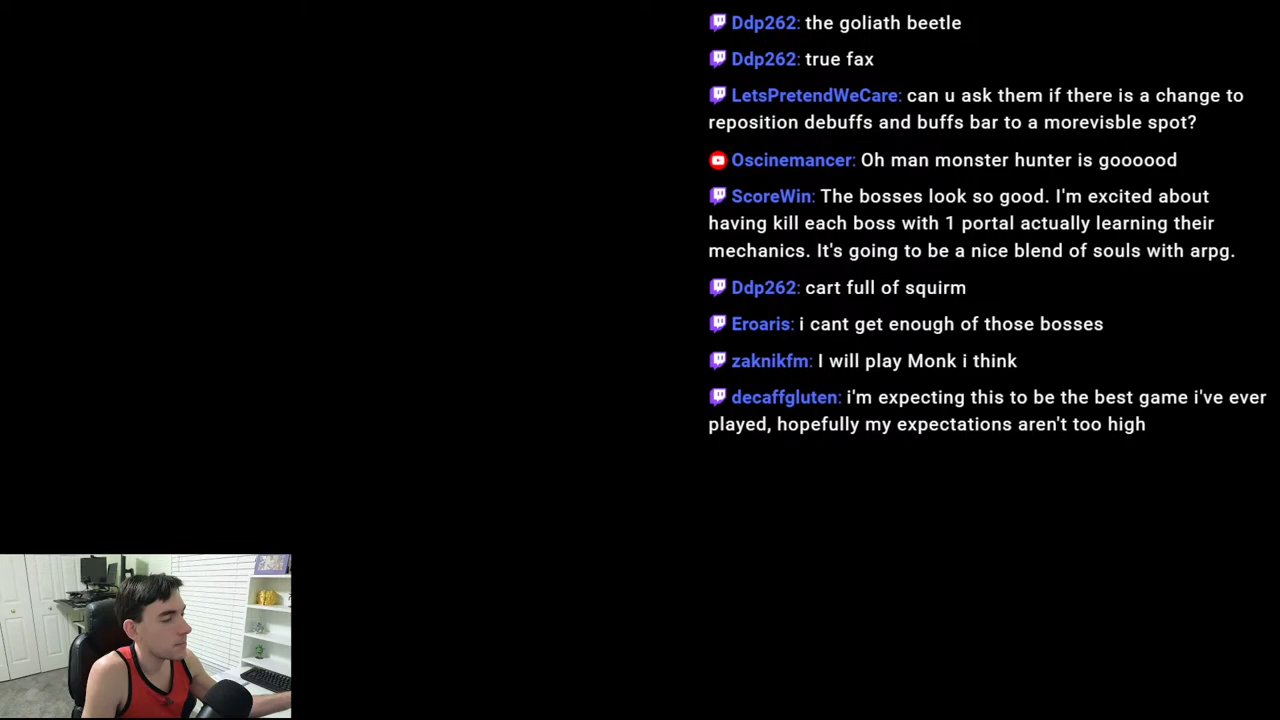 Ddp262: the goliath beetle
Ddp262: true fax
LetsPretendWeCare: can u ask them if there is a change to
reposition debuffs and buffs bar to a morevisble spot?
Oscinemancer: Oh man monster hunter is goooood
ScoreWin: The bosses look so good. I'm excited about
having kill each boss with 1 portal actually learning their
mechanics. It's going to be a nice blend of souls with arpg.
Ddp262: cart full of squirm
Eroaris: i cant get enough of those bosses
zaknikfm: I will play Monk i think
decaffgluten: i'm expecting this to be the best game i've ever
played, hopefully my expectations aren't too high